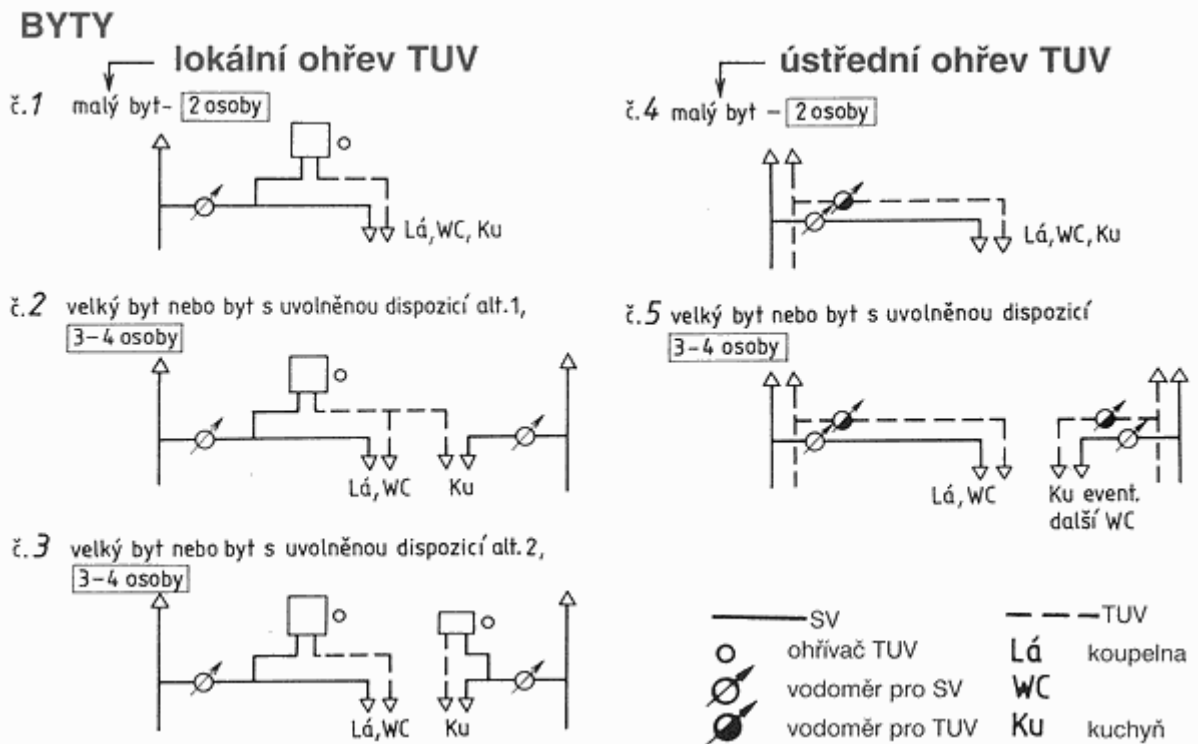 BYTY
lokální ohřev TUV
č.1 malý byt- 2 osoby
Lá, WC, Ku
č.2 velký byt nebo byt s uvolněnou dispozicí alt.1,
3-4 osoby
Lá, WC
Ku
č.3 velký byt nebo byt s uvolněnou dispozicí alt.2,
3-4 osoby
Lá, WC
Ku
ústřední ohřev TUV
č.4 malý byt - 2 osoby
Lá, WC, Ku
č.5 velký byt nebo byt s uvolněnou dispozicí
3-4 osoby
Lá, WC
Ku event.
další WC
SV
TUV
ohřívač TUV
Lá koupelna
vodoměr pro SV
WC
vodoměr pro TUV
Ku kuchyň